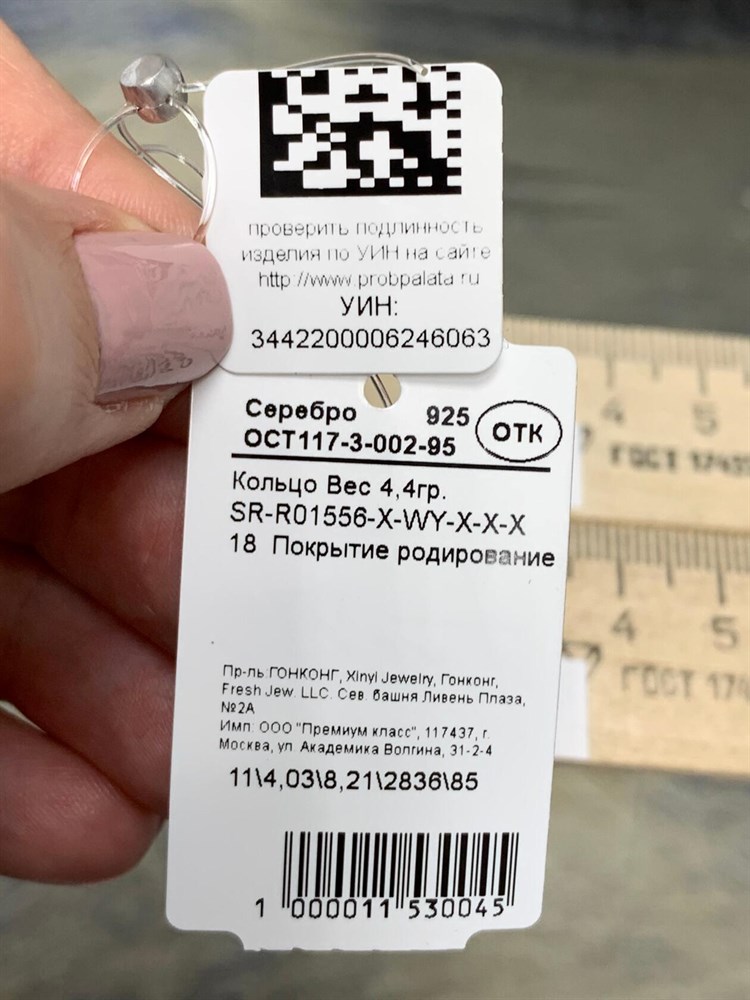 проверить подлинность
изделия по УИН на сайте
http://www.probpalata.ru
УИН:
3442200006246063
Серебро 925 ОТК
ОСТ117-3-002-95
Кольцо Вес 4,4гр.
SR-R01556-X-WY-X-X-X
18 Покрытие родирование
Пр-ль:ГОНКОНГ, Xinyi Jewelry, Гонконг,
Fresh Jew. LLC. Сев. башня Ливень Плаза,
№2А
Имп: ООО "Премиум класс", 117437, г.
Москва, ул. Академика Волгина, 31-2-4
11\4,03\8,21\2836\85
1 000011 530045
4
ГОСТ
4 5
ГОСТ 174